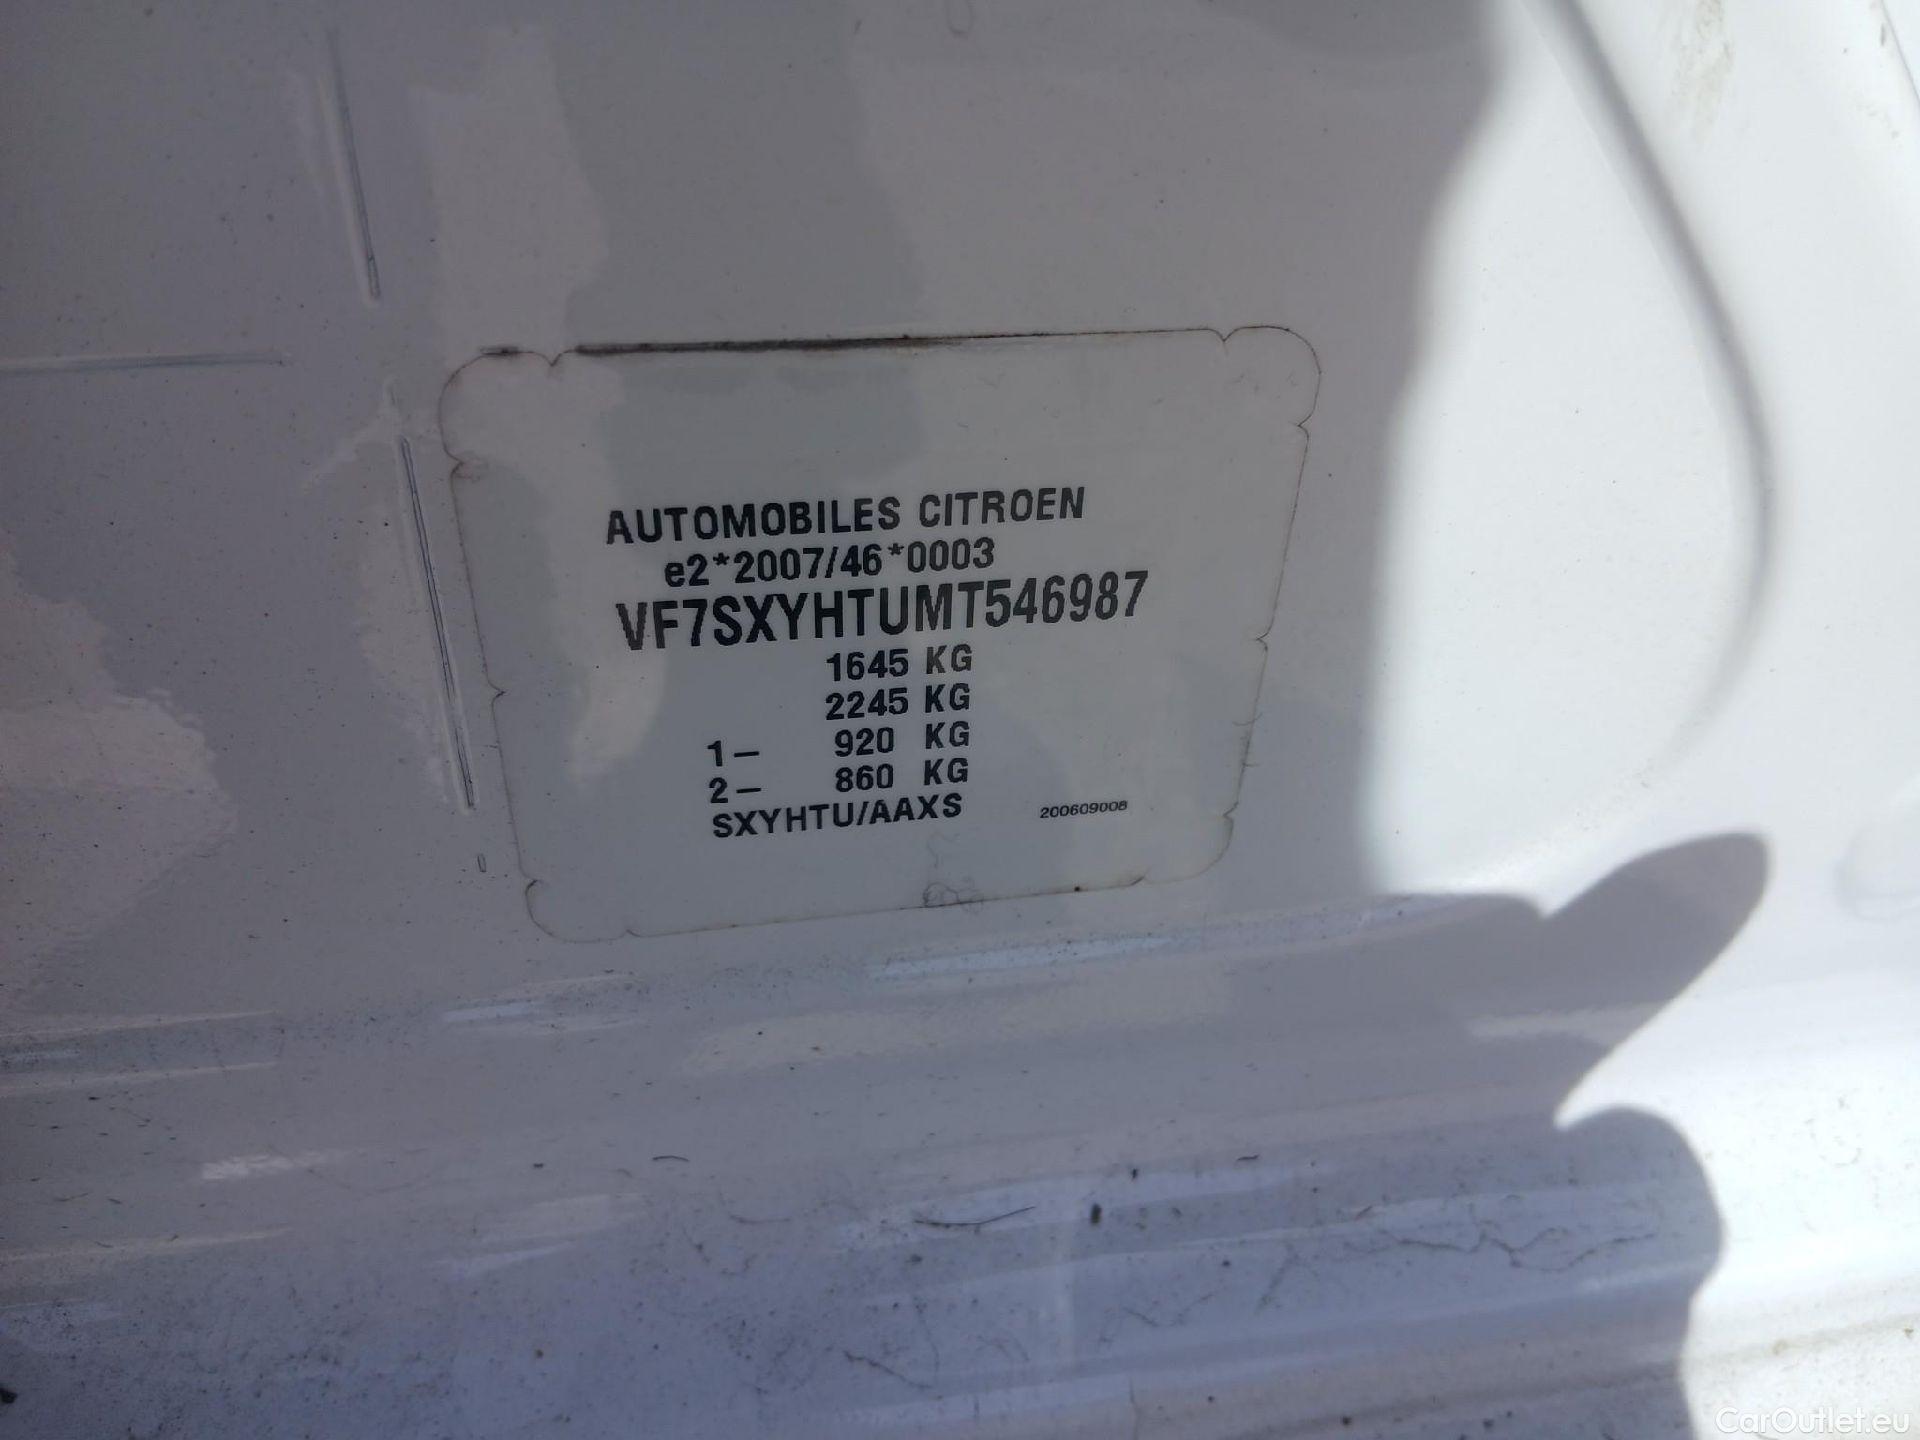 AUTOMOBILES CITROEN
e2*2007/46*0003
VF7SXYHTUMT546987
1645 KG
2245 KG
1- 920 KG
2- 860 KG
SXYHTU/AAXS 200609008
CarOutlet.eu